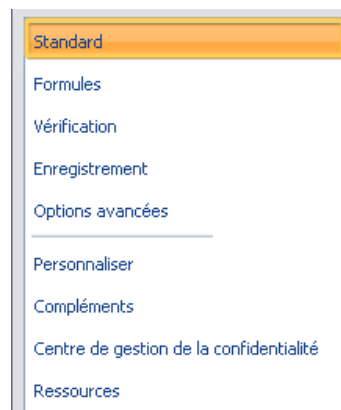 Standard
Formules
Vérification
Enregistrement
Options avancées
Personnaliser
Compléments
Centre de gestion de la confidentialité
Ressources